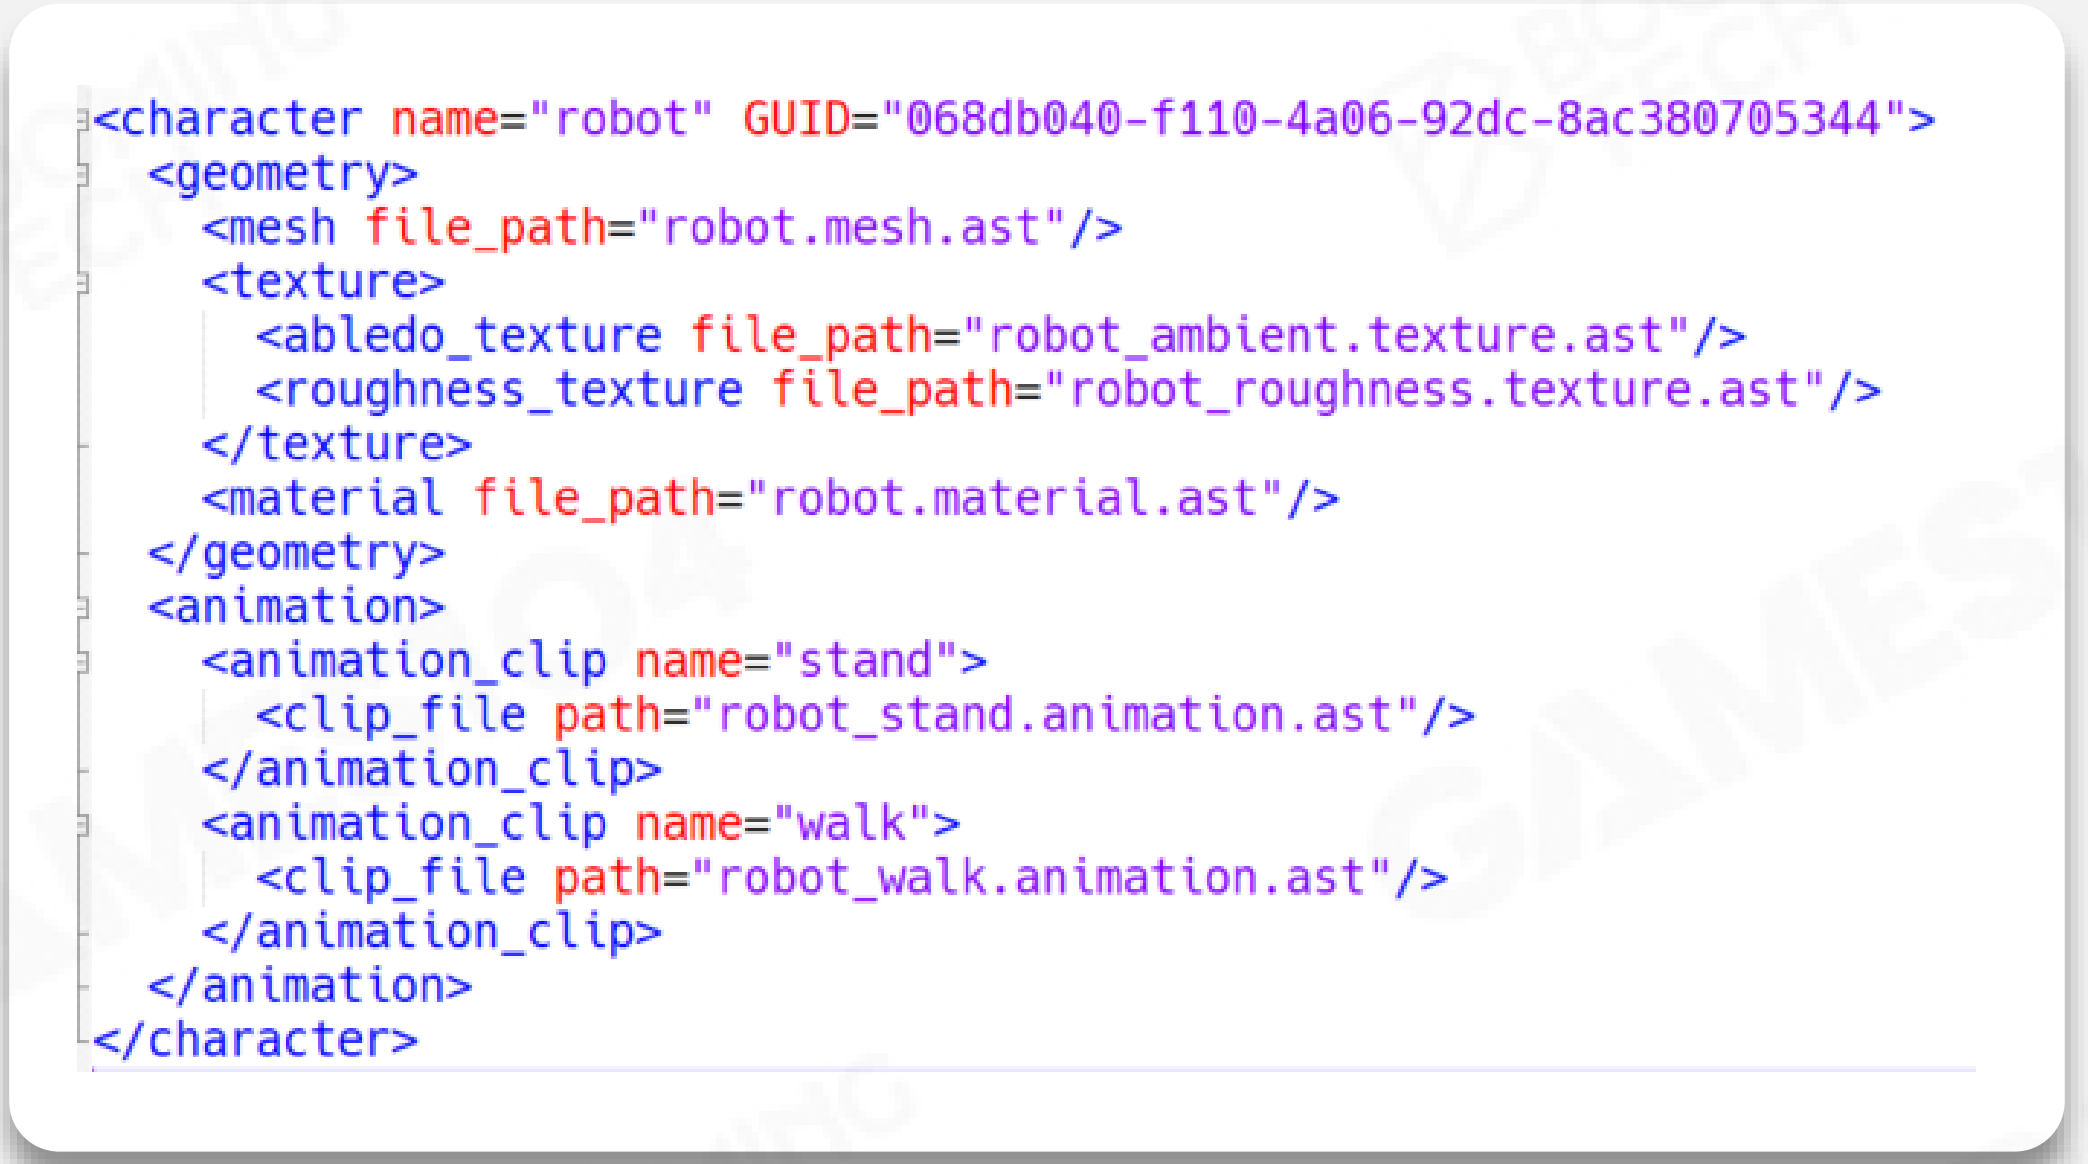 <character name="robot" GUID="068db040-f110-4a06-92dc-8ac380705344">
<geometry>
<mesh file_path="robot.mesh.ast"/>
<texture>
<abledo_texture file_path="robot_ambient.texture.ast"/>
<roughness_texture file_path="robot_roughness.texture.ast"/>
</texture>
<material file_path="robot.material.ast"/>
</geometry>
<animation>
<animation_clip name="stand">
<clip_file path="robot_stand.animation.ast"/>
</animation_clip>
<animation_clip name="walk">
<clip_file path="robot_walk.animation.ast"/>
</animation_clip>
</animation>
</character>